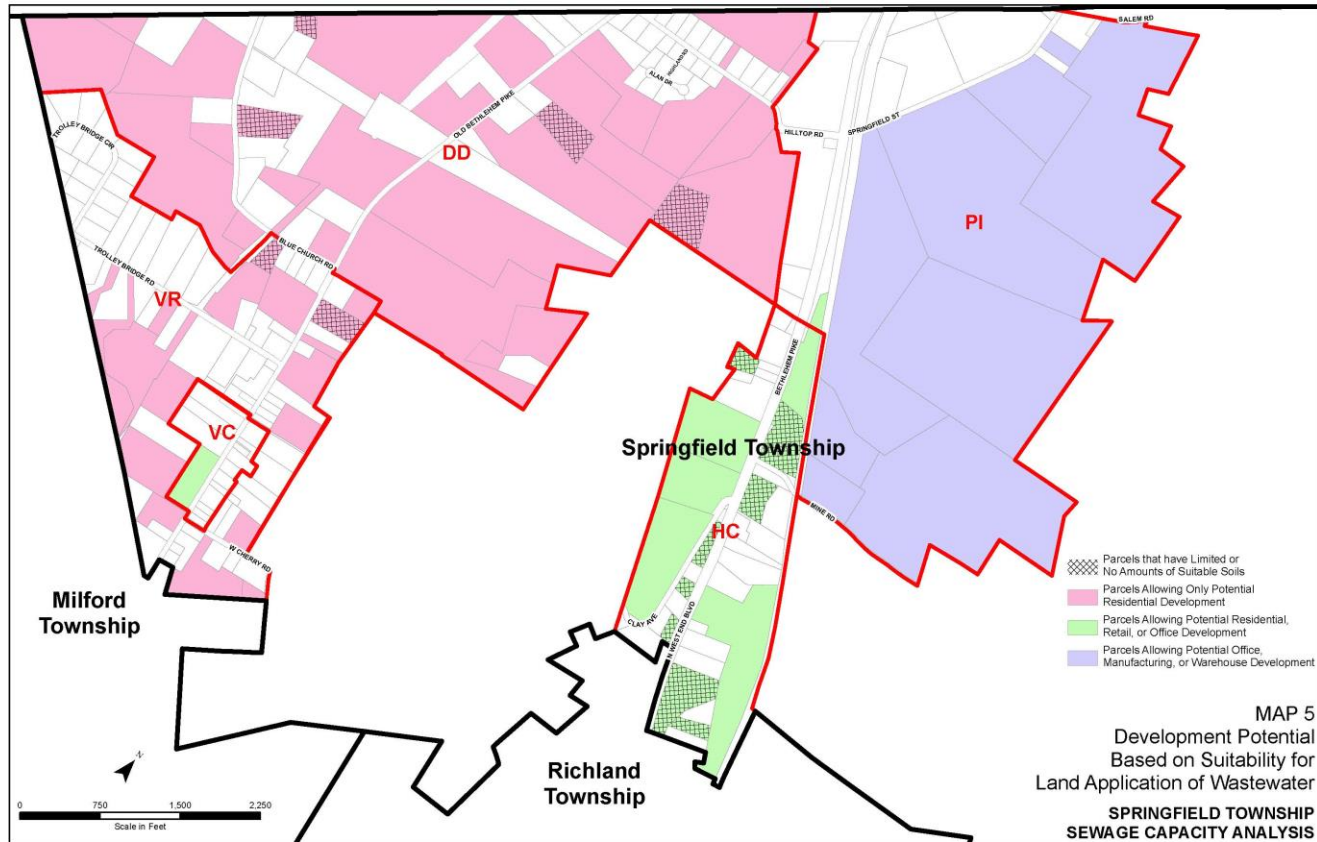 SALEM RD
HIGHLAND RD
ALAN DR
OLD BETHLEHEM PIKE
HILLTOP RD
SPRINGFIELD ST
TROLLEY BRIDGE CIR
DD
PI
BLUE CHURCH RD
TROLLEY BRIDGE RD
VR
BETHLEHEM PIKE
VC
Springfield Township
MINE RD
HC
W CHERRY RD
CLAY AVE
N WEST END BLVD
Milford
Township
Richland
Township
Parcels that have Limited or
No Amounts of Suitable Soils
Parcels Allowing Only Potential
Residential Development
Parcels Allowing Potential Residential,
Retail, or Office Development
Parcels Allowing Potential Office,
Manufacturing, or Warehouse Development
MAP 5
Development Potential
Based on Suitability for
Land Application of Wastewater
SPRINGFIELD TOWNSHIP
SEWAGE CAPACITY ANALYSIS
N
0 750 1,500 2,250
Scale in Feet